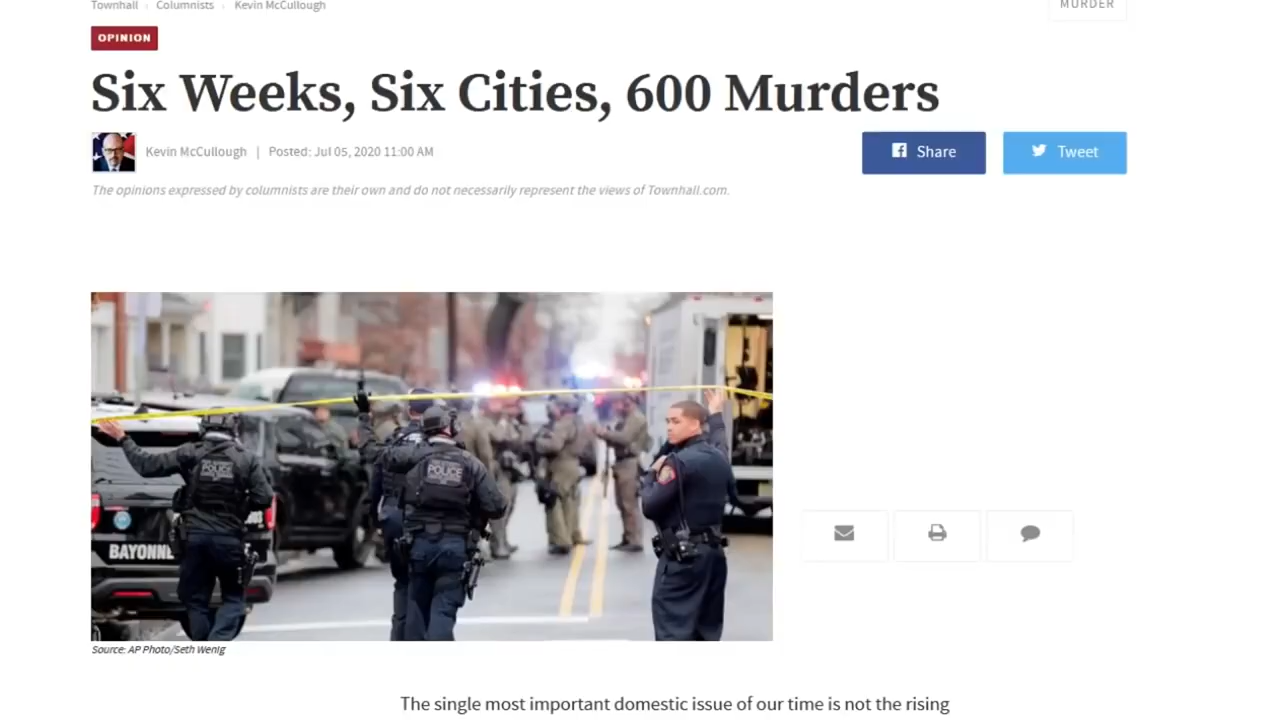 Townhall
Columnists
Kevin McCullough
MURDER
OPINION
Six Weeks, Six Cities, 600 Murders
Kevin McCullough | Posted: Jul 05, 2020 11:00 AM
Share
Tweet
The opinions expressed by columnists are their own and do not necessarily represent the views of Townhall.com.
POLICE
POLICE
BAYONNE
Source: AP Photo/Seth Wenig
The single most important domestic issue of our time is not the rising